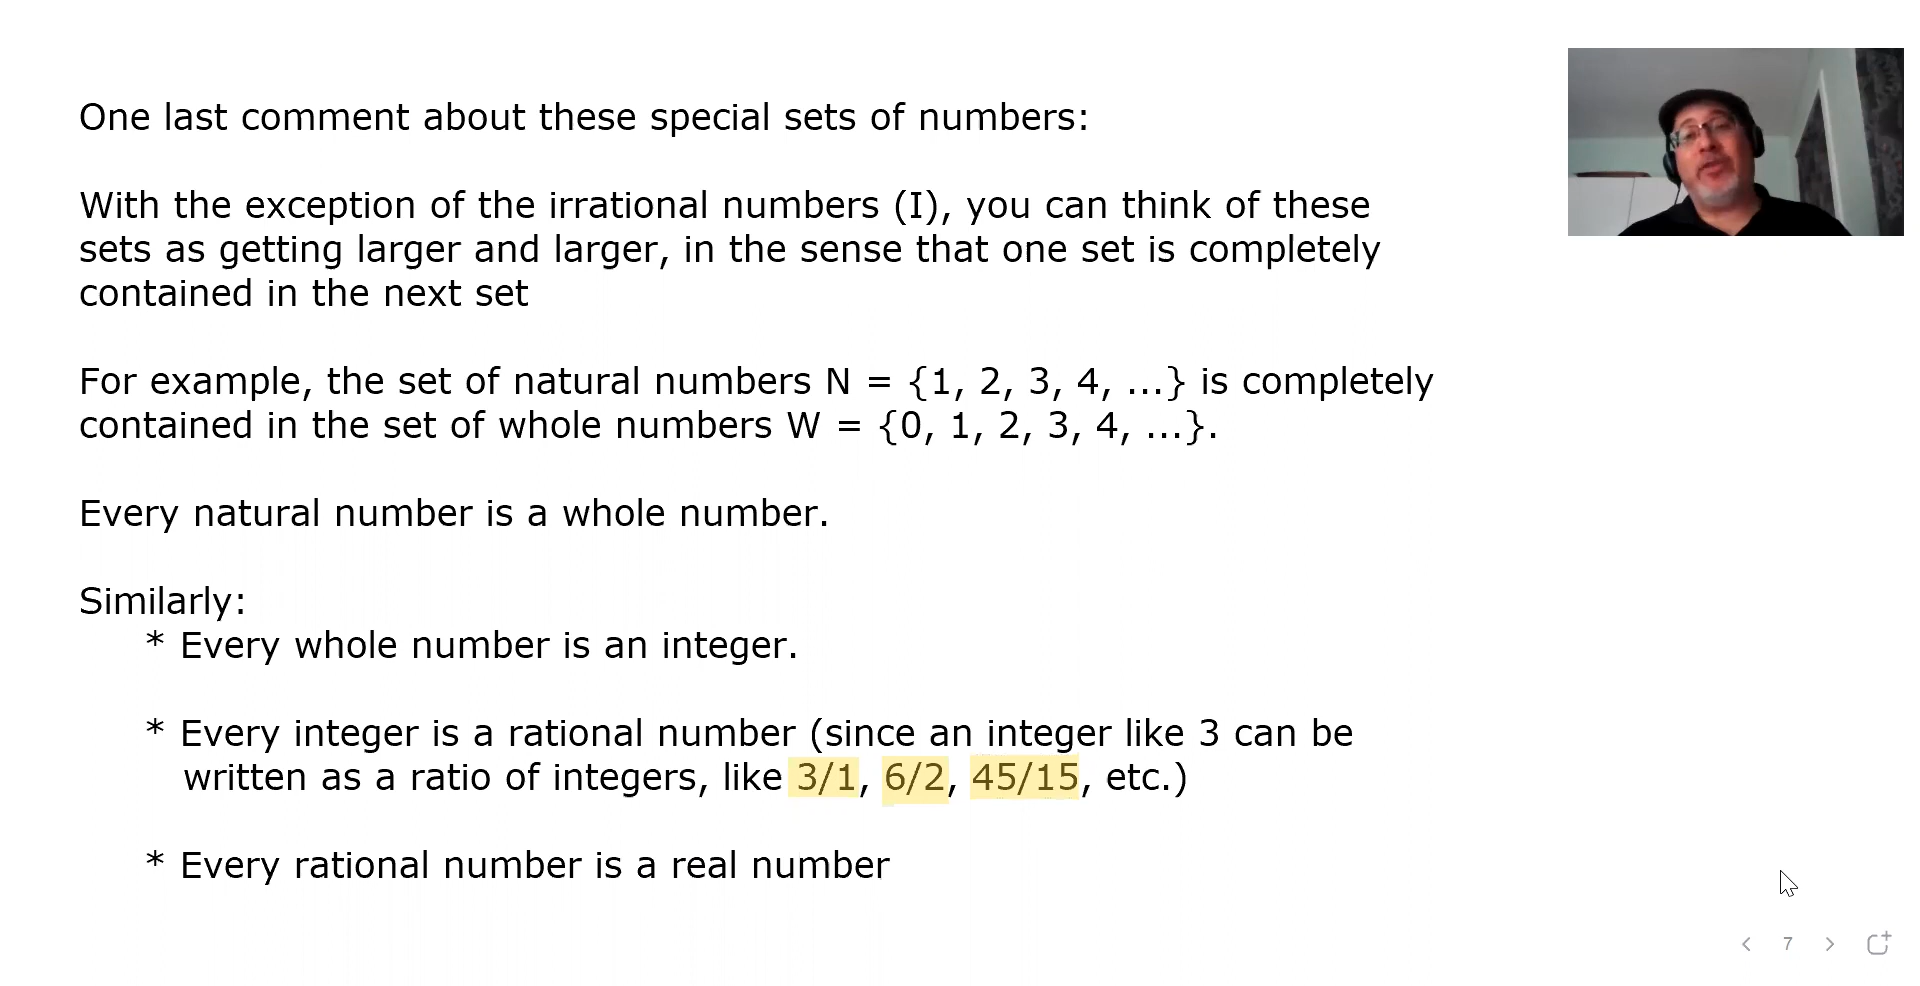 One last comment about these special sets of numbers:
With the exception of the irrational numbers (I), you can think of these
sets as getting larger and larger, in the sense that one set is completely
contained in the next set
For example, the set of natural numbers N = {1, 2, 3, 4, ...} is completely
contained in the set of whole numbers W = {0, 1, 2, 3, 4, ...}.
Every natural number is a whole number.
Similarly:
* Every whole number is an integer.
* Every integer is a rational number (since an integer like 3 can be
written as a ratio of integers, like 3/1, 6/2, 45/15, etc.)
* Every rational number is a real number
7